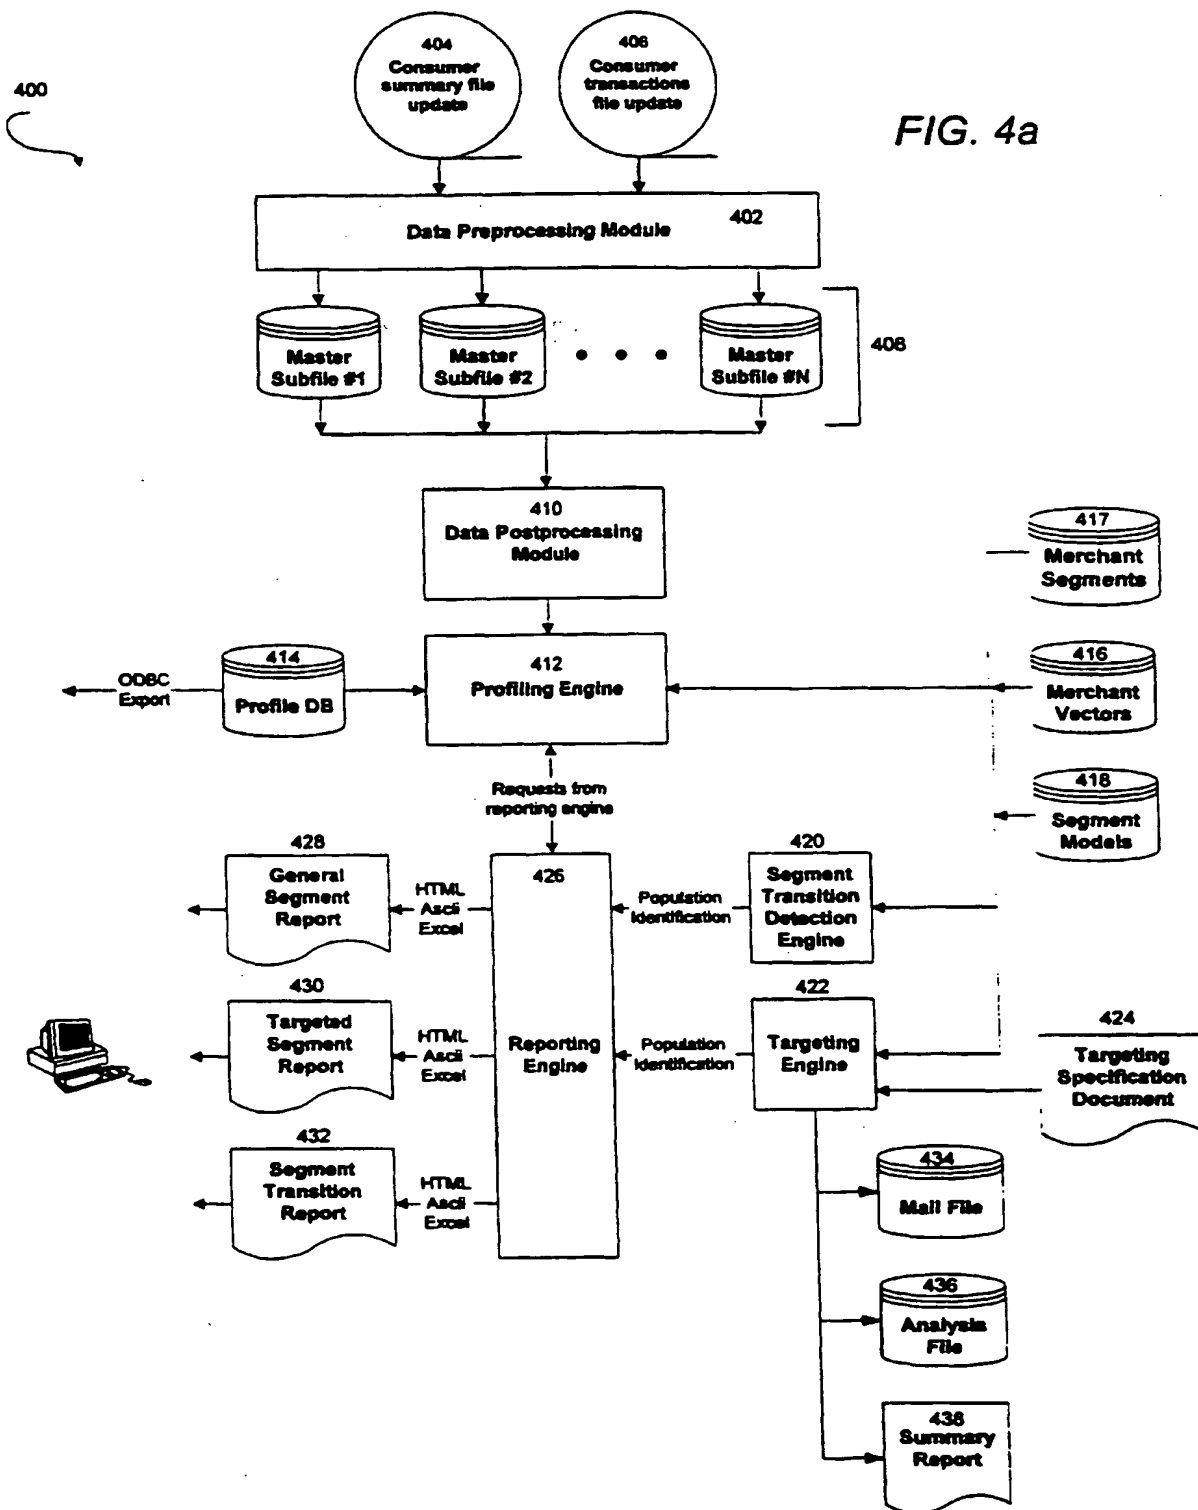 400
404
Consumer
summary file
update
406
Consumer
transactions
file update
FIG. 4a
402
Data Preprocessing Module
Master
Subfile #1
Master
Subfile #2
Master
Subfile #N
408
410
Data Postprocessing
Module
417
Merchant
Segments
ODBC
Export
414
Profile DB
412
Profiling Engine
416
Merchant
Vectors
Requests from
reporting engine
418
Segment
Models
428
General
Segment
Report
HTML
Ascii
Excel
426
Reporting
Engine
Population
Identification
420
Segment
Transition
Detection
Engine
430
Targeted
Segment
Report
HTML
Ascii
Excel
Population
Identification
422
Targeting
Engine
424
Targeting
Specification
Document
432
Segment
Transition
Report
HTML
Ascii
Excel
434
Mail File
436
Analysis
File
438
Summary
Report